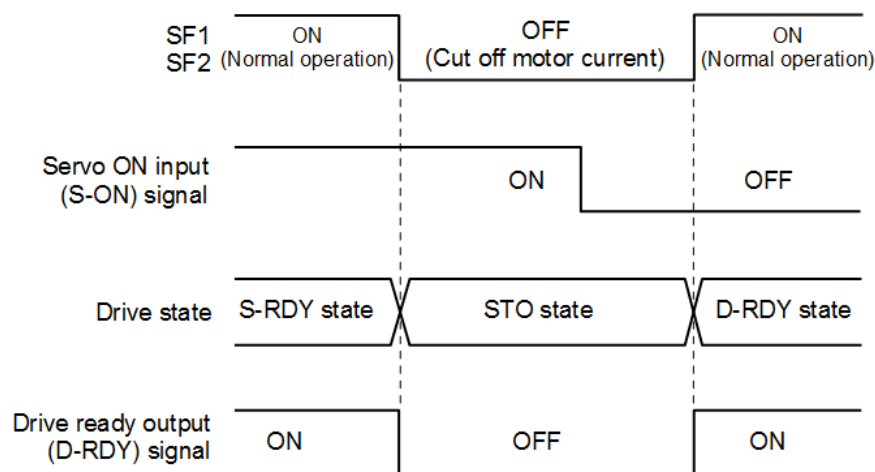 SF1
SF2
ON
(Normal operation)
OFF
(Cut off motor current)
ON
(Normal operation)
Servo ON input
(S-ON) signal
ON
OFF
Drive state
S-RDY state
STO state
D-RDY state
Drive ready output
(D-RDY) signal
ON
OFF
ON